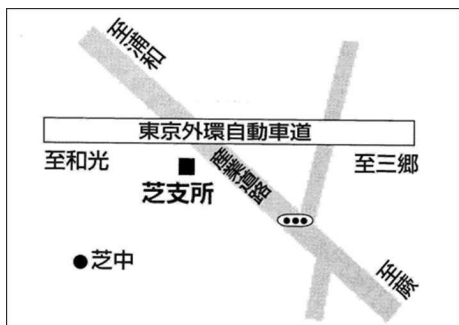 至浦和
東京外環自動車道
至和光
至三郷
産業道路
芝支所
芝中
至蕨